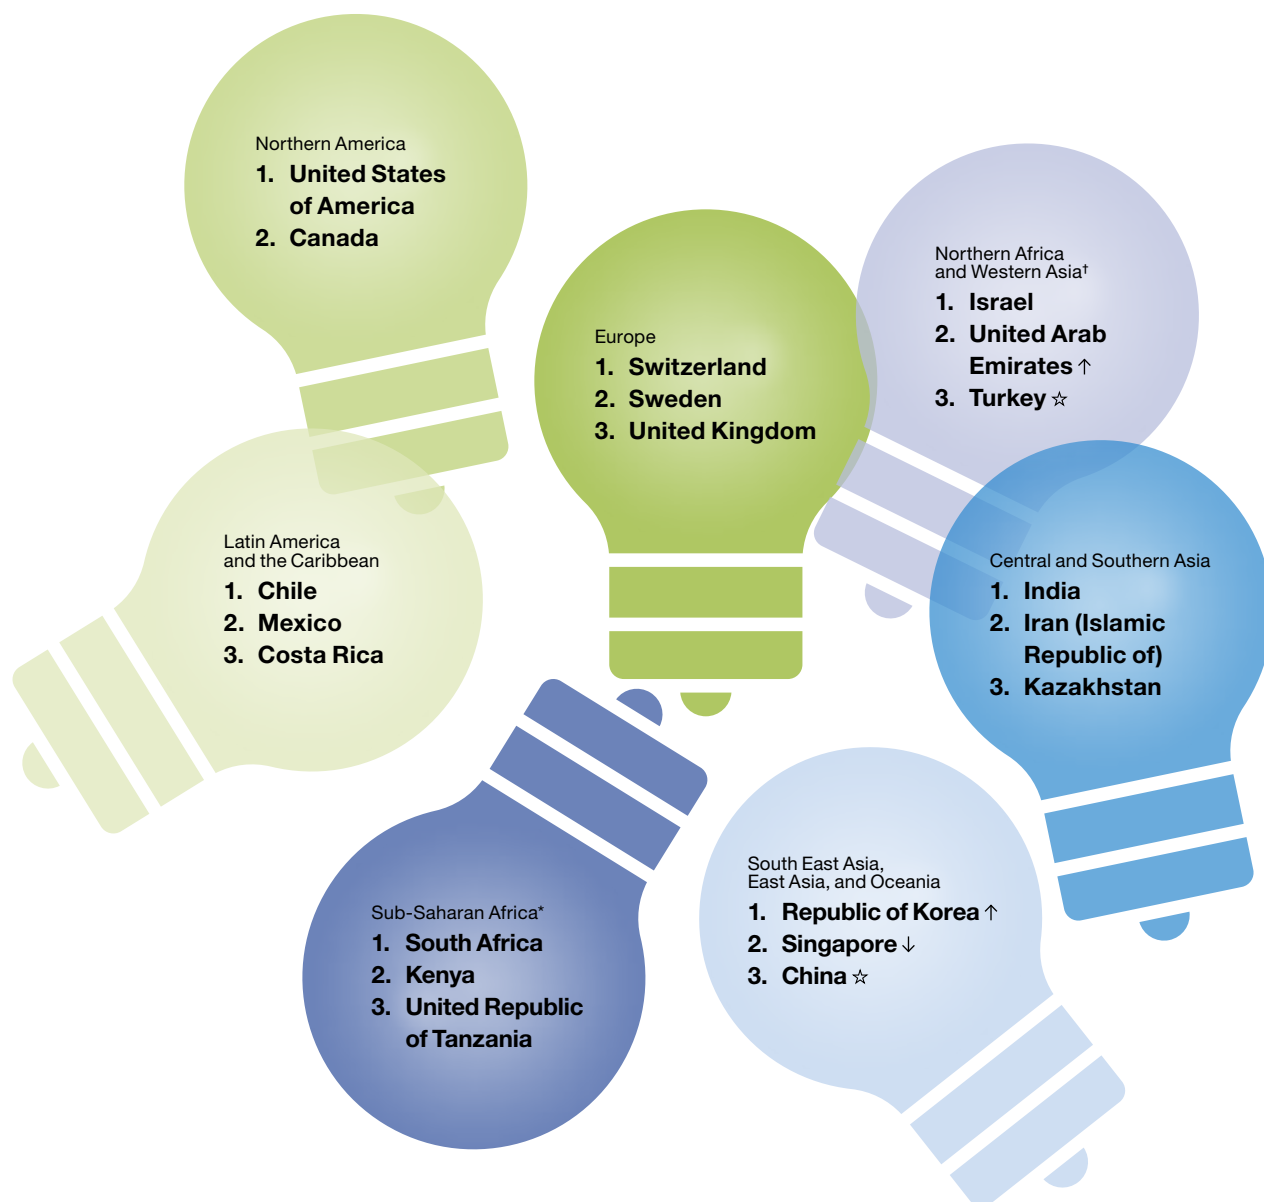 Northern America
1. United States
of America
2. Canada
Europe
1. Switzerland
2. Sweden
3. United Kingdom
Northern Africa
and Western Asia†
1. Israel
2. United Arab
Emirates ↑
3. Turkey ☆
Latin America
and the Caribbean
1. Chile
2. Mexico
3. Costa Rica
Central and Southern Asia
1. India
2. Iran (Islamic
Republic of)
3. Kazakhstan
Sub-Saharan Africa*
1. South Africa
2. Kenya
3. United Republic
of Tanzania
South East Asia,
East Asia, and Oceania
1. Republic of Korea ↑
2. Singapore ↓
3. China ☆